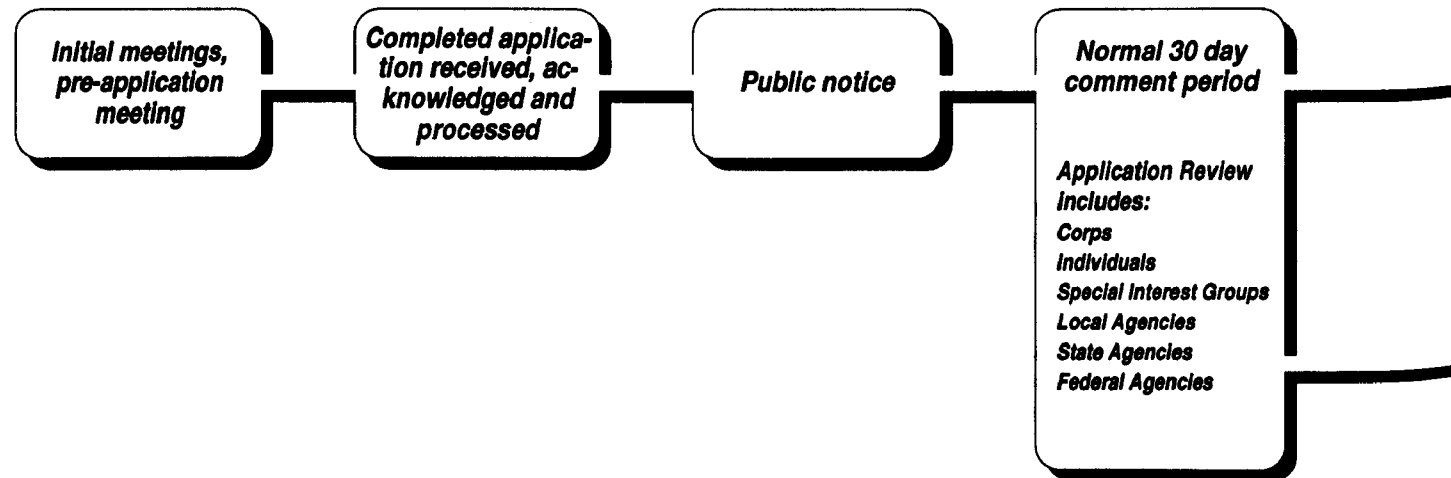 Initial meetings,
pre-application
meeting
Completed applica-
tion received, ac-
knowledged and
processed
Public notice
Normal 30 day
comment period
Application Review
includes:
Corps
Individuals
Special Interest Groups
Local Agencies
State Agencies
Federal Agencies